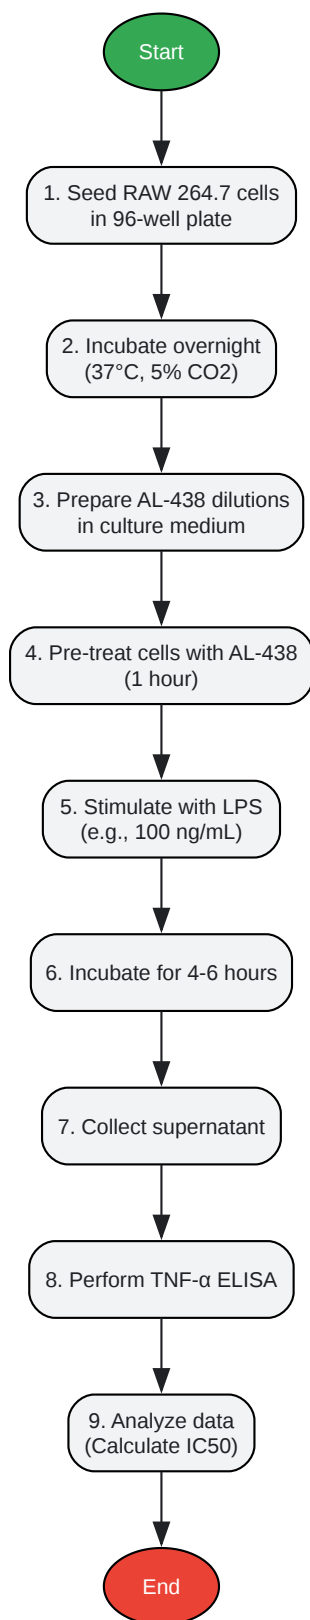 Start
1. Seed RAW 264.7 cells
in 96-well plate
2. Incubate overnight
(37°C, 5% CO2)
3. Prepare AL-438 dilutions
in culture medium
4. Pre-treat cells with AL-438
(1 hour)
5. Stimulate with LPS
(e.g., 100 ng/mL)
6. Incubate for 4-6 hours
7. Collect supernatant
8. Perform TNF-α ELISA
9. Analyze data
(Calculate IC50)
End